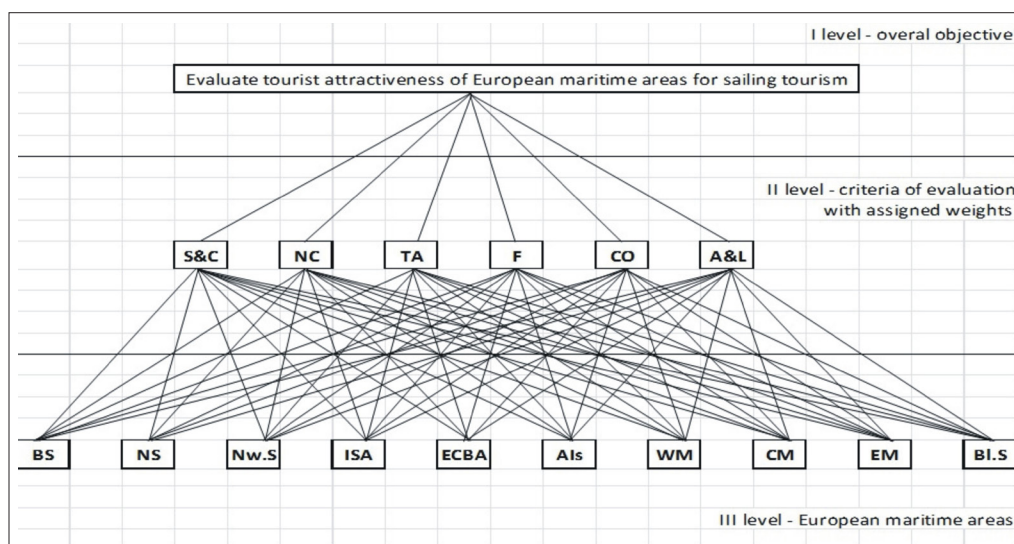 I level - overal objective
Evaluate tourist attractiveness of European maritime areas for sailing tourism
II level - criteria of evaluation
with assigned weights
S&C NC TA F CO A&L
BS NS Nw.S ISA ECBA AIs WM CM EM Bl.S
III level - European maritime areas